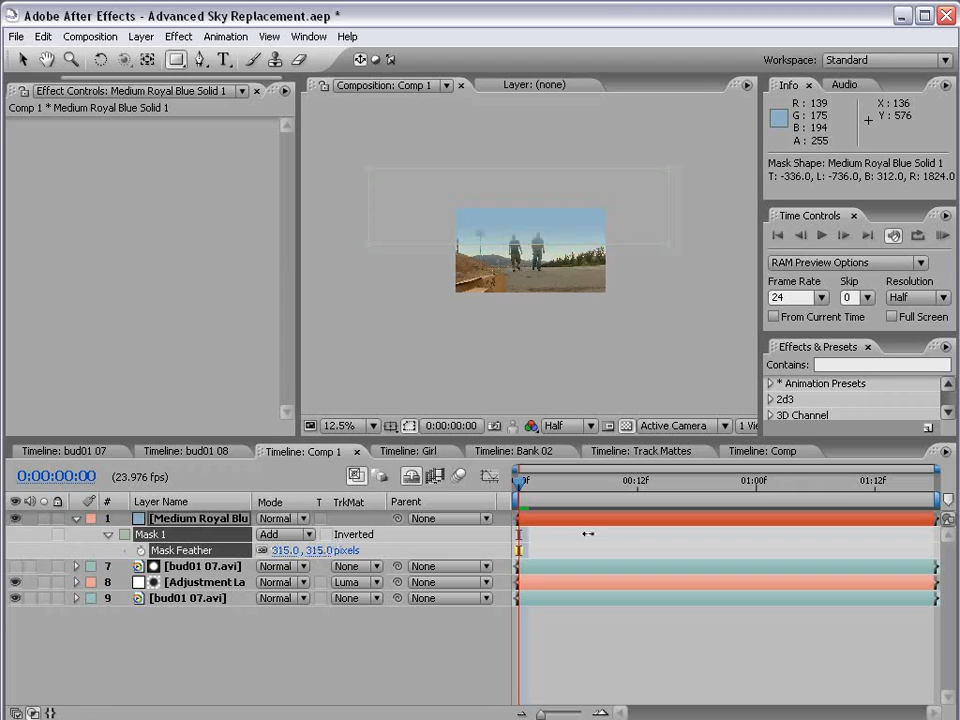 Adobe After Effects - Advanced Sky Replacement.aep *
File Edit Composition Layer Effect Animation View Window Help
Workspace: Standard
Effect Controls: Medium Royal Blue Solid 1
Comp 1 * Medium Royal Blue Solid 1
Composition: Comp 1
Layer: (none)
Info Audio
R : 139
G : 175
B : 194
A : 255
X : 136
Y : 576
Mask Shape: Medium Royal Blue Solid 1
T: -336.0, L: -736.0, B: 312.0, R: 1824.0
Time Controls
RAM Preview Options
Frame Rate Skip Resolution
24 0 Half
From Current Time Full Screen
Effects & Presets
Contains:
* Animation Presets
2d3
3D Channel
12.5% 0:00:00:00 Half Active Camera 1 Vie
Timeline: bud01 07 Timeline: bud01 08 Timeline: Comp 1 Timeline: Girl Timeline: Bank 02 Timeline: Track Mattes Timeline: Comp
0:00:00:00 (23.976 fps)
00:12f 01:00f 01:12f
# Layer Name Mode T TrkMat Parent
1 [Medium Royal Blu Normal None
Mask 1 Add Inverted
Mask Feather 315.0, 315.0 pixels
7 [bud01 07.avi] Normal None None
8 [Adjustment La Normal Luma None
9 [bud01 07.avi] Normal None None